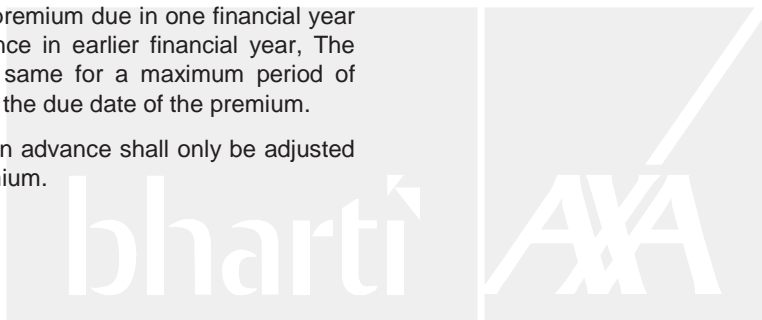 premium due in one financial year
nce in earlier financial year, The
same for a maximum period of
the due date of the premium.
n advance shall only be adjusted
nium.
bharti AXA